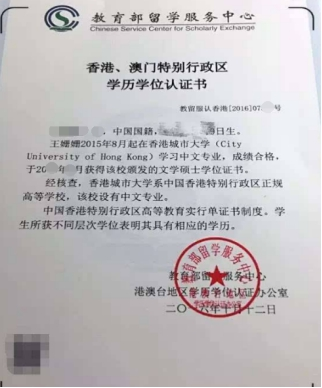 教育部留学服务中心
Chinese Service Center for Scholarly Exchange
香港、澳门特别行政区
学历学位认证书
教留服认香港[2016]07 号
,中国国籍, 日生。
王姗姗2015年8月起在香港城市大学(City
University of Hong Kong)学习中文专业,成绩合格,
于20 月获得该校颁发的文学硕士学位证书。
经核查,香港城市大学系中国香港特别行政区正规
高等学校,该校设有中文专业。
中国香港特别行政区高等教育实行单证书制度。学
生所获不同层次学位表明其具有相应的学历。
教育部留学服务中心
港澳台地区学历学位认证办公室
二〇一六年十月十二日